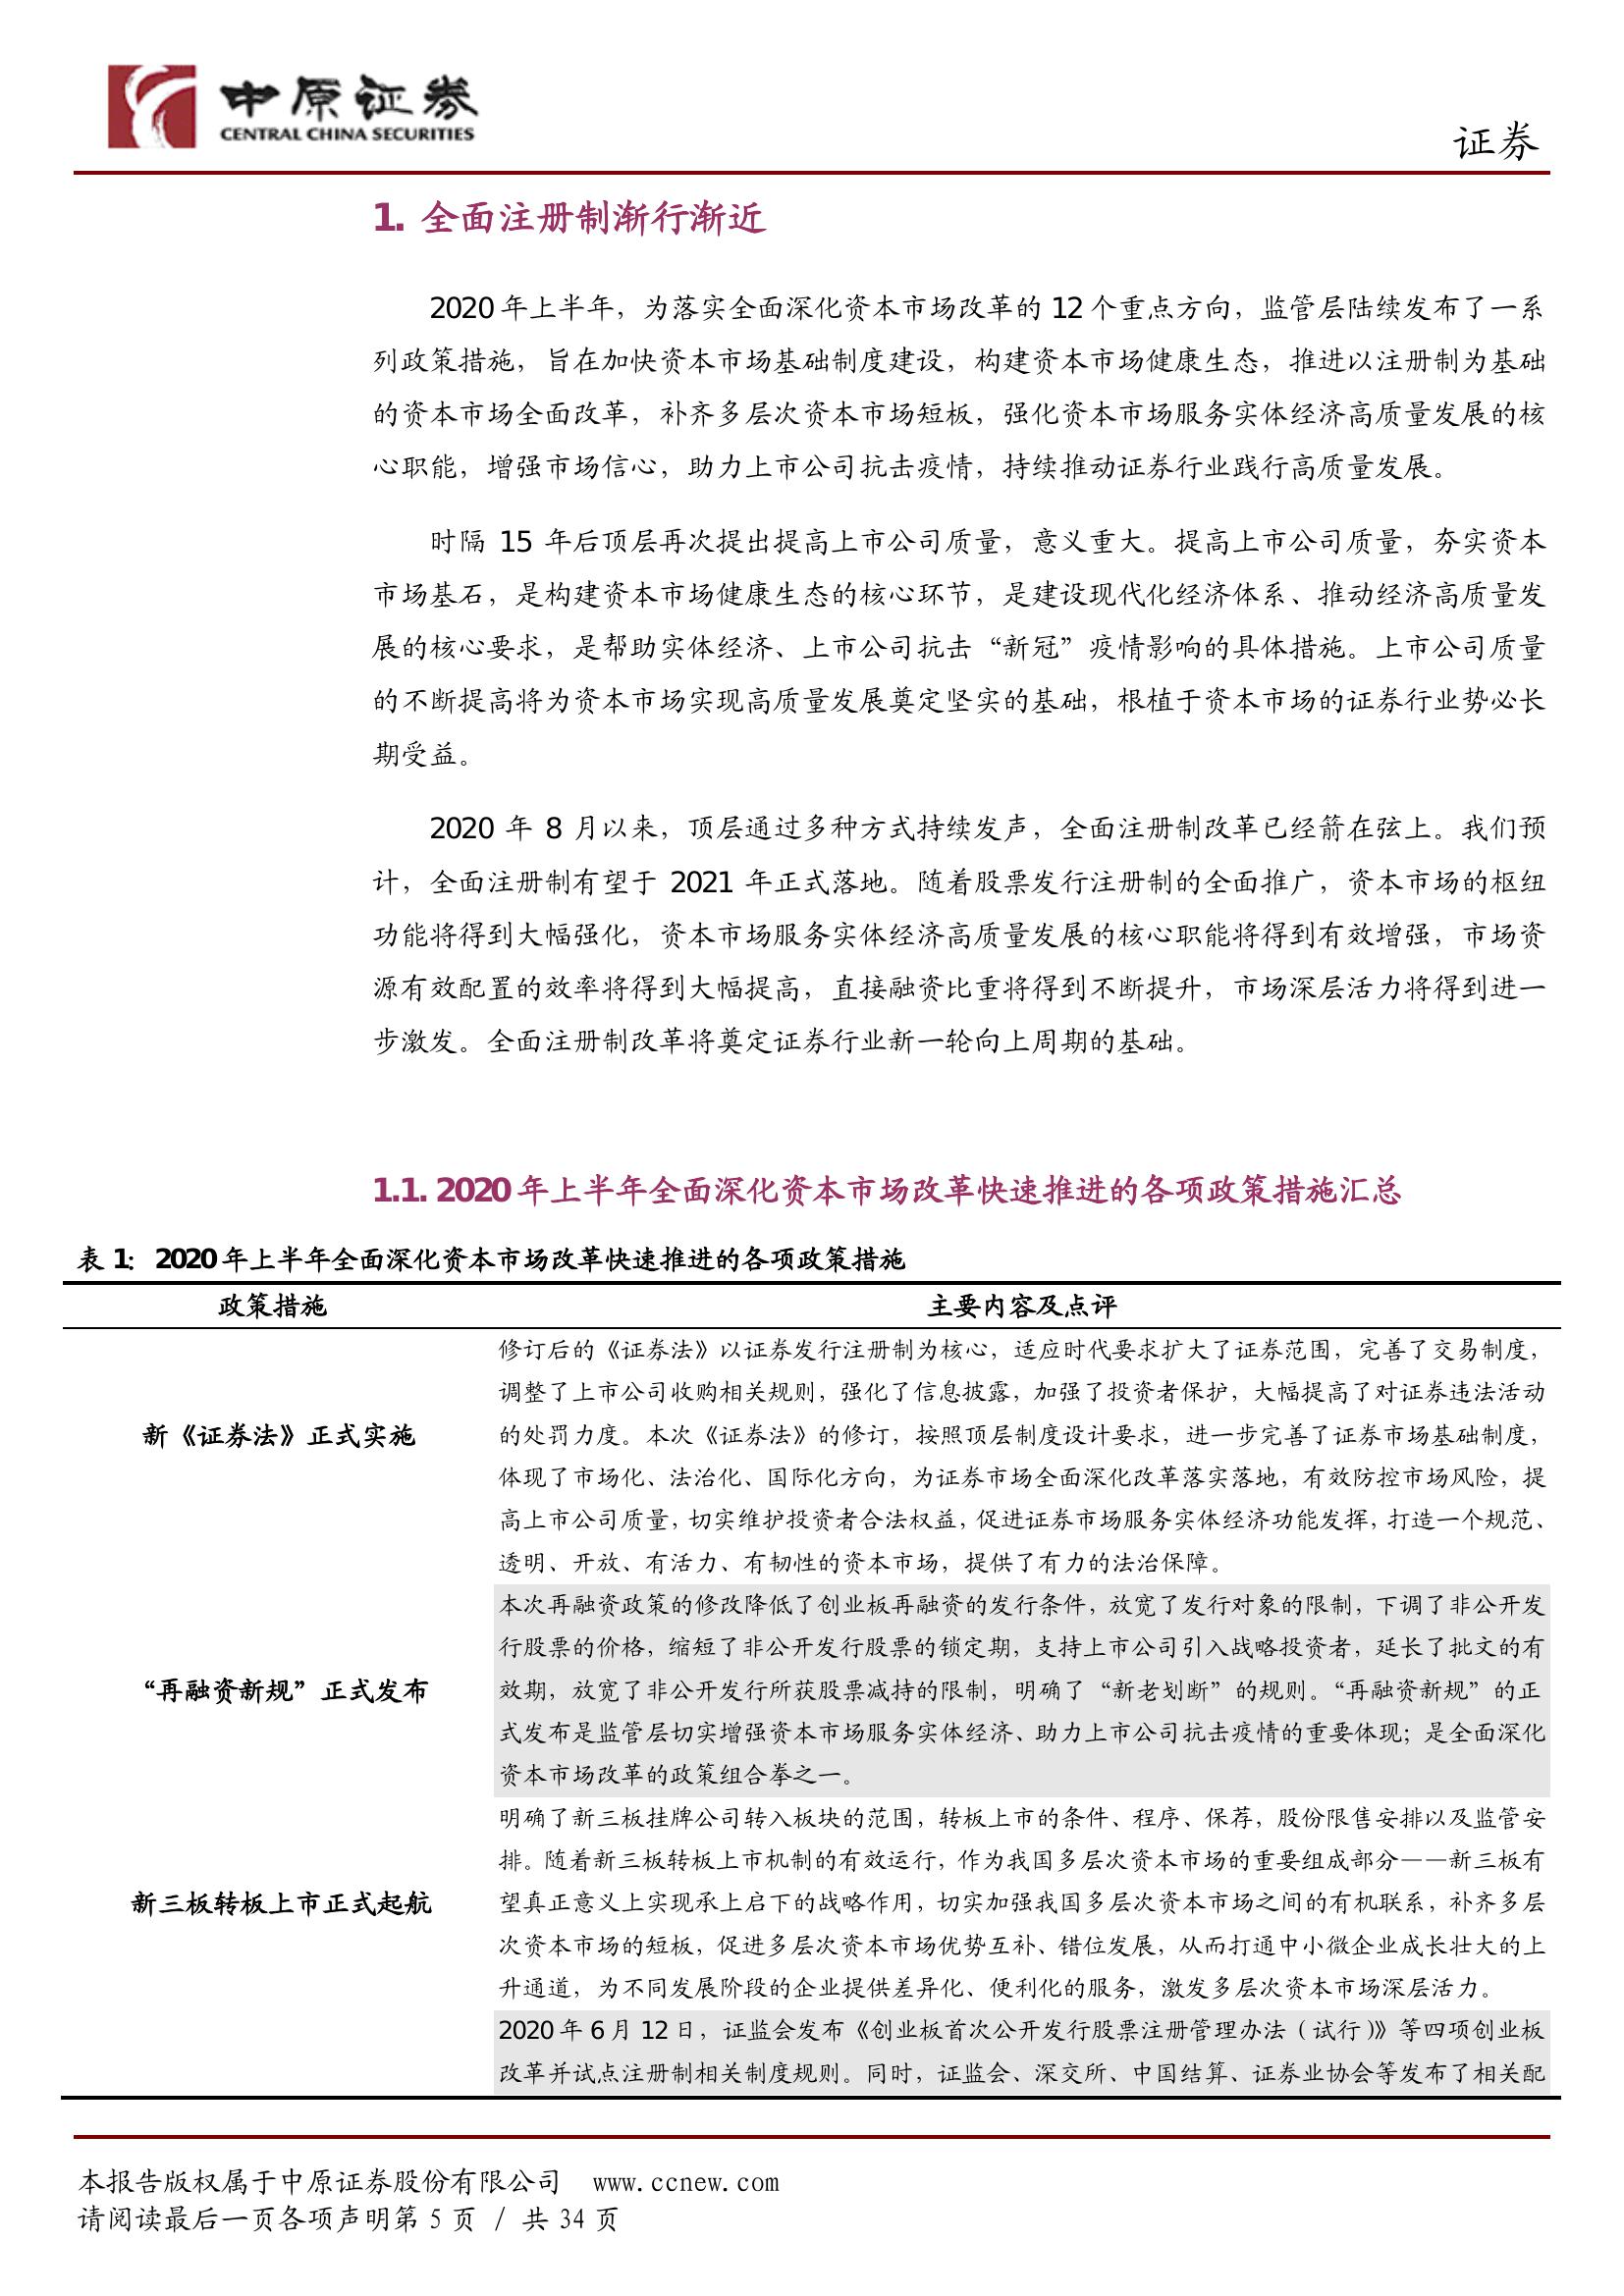 中原证券
CENTRAL CHINA SECURITIES
证券
1. 全面注册制渐行渐近
2020 年上半年，为落实全面深化资本市场改革的 12 个重点方向，监管层陆续发布了一系
列政策措施，旨在加快资本市场基础制度建设，构建资本市场健康生态，推进以注册制为基础
的资本市场全面改革，补齐多层次资本市场短板，强化资本市场服务实体经济高质量发展的核
心职能，增强市场信心，助力上市公司抗击疫情，持续推动证券行业践行高质量发展。
时隔 15 年后顶层再次提出提高上市公司质量，意义重大。提高上市公司质量，夯实资本
市场基石，是构建资本市场健康生态的核心环节，是建设现代化经济体系、推动经济高质量发
展的核心要求，是帮助实体经济、上市公司抗击“新冠”疫情影响的具体措施。上市公司质量
的不断提高将为资本市场实现高质量发展奠定坚实的基础，根植于资本市场的证券行业势必长
期受益。
2020 年 8 月以来，顶层通过多种方式持续发声，全面注册制改革已经箭在弦上。我们预
计，全面注册制有望于 2021 年正式落地。随着股票发行注册制的全面推广，资本市场的枢纽
功能将得到大幅强化，资本市场服务实体经济高质量发展的核心职能将得到有效增强，市场资
源有效配置的效率将得到大幅提高，直接融资比重将得到不断提升，市场深层活力将得到进一
步激发。全面注册制改革将奠定证券行业新一轮向上周期的基础。
1.1. 2020 年上半年全面深化资本市场改革快速推进的各项政策措施汇总
表 1: 2020 年上半年全面深化资本市场改革快速推进的各项政策措施
政策措施 主要内容及点评
修订后的《证券法》以证券发行注册制为核心，适应时代要求扩大了证券范围，完善了交易制度，
调整了上市公司收购相关规则，强化了信息披露，加强了投资者保护，大幅提高了对证券违法活动
新《证券法》正式实施 的处罚力度。本次《证券法》的修订，按照顶层制度设计要求，进一步完善了证券市场基础制度，
体现了市场化、法治化、国际化方向，为证券市场全面深化改革落实落地，有效防控市场风险，提
高上市公司质量，切实维护投资者合法权益，促进证券市场服务实体经济功能发挥，打造一个规范、
透明、开放、有活力、有韧性的资本市场，提供了有力的法治保障。
本次再融资政策的修改降低了创业板再融资的发行条件，放宽了发行对象的限制，下调了非公开发
行股票的价格，缩短了非公开发行股票的锁定期，支持上市公司引入战略投资者，延长了批文的有
“再融资新规”正式发布 效期，放宽了非公开发行所获股票减持的限制，明确了“新老划断”的规则。“再融资新规”的正
式发布是监管层切实增强资本市场服务实体经济、助力上市公司抗击疫情的重要体现；是全面深化
资本市场改革的政策组合拳之一。
明确了新三板挂牌公司转入板块的范围，转板上市的条件、程序、保荐，股份限售安排以及监管安
排。随着新三板转板上市机制的有效运行，作为我国多层次资本市场的重要组成部分——新三板有
新三板转板上市正式起航 望真正意义上实现承上启下的战略作用，切实加强我国多层次资本市场之间的有机联系，补齐多层
次资本市场的短板，促进多层次资本市场优势互补、错位发展，从而打通中小微企业成长壮大的上
升通道，为不同发展阶段的企业提供差异化、便利化的服务，激发多层次资本市场深层活力。
2020 年 6 月 12 日，证监会发布《创业板首次公开发行股票注册管理办法（试行）》等四项创业板
改革并试点注册制相关制度规则。同时，证监会、深交所、中国结算、证券业协会等发布了相关配
本报告版权属于中原证券股份有限公司 www.ccnew.com
请阅读最后一页各项声明第 5 页 / 共 34 页